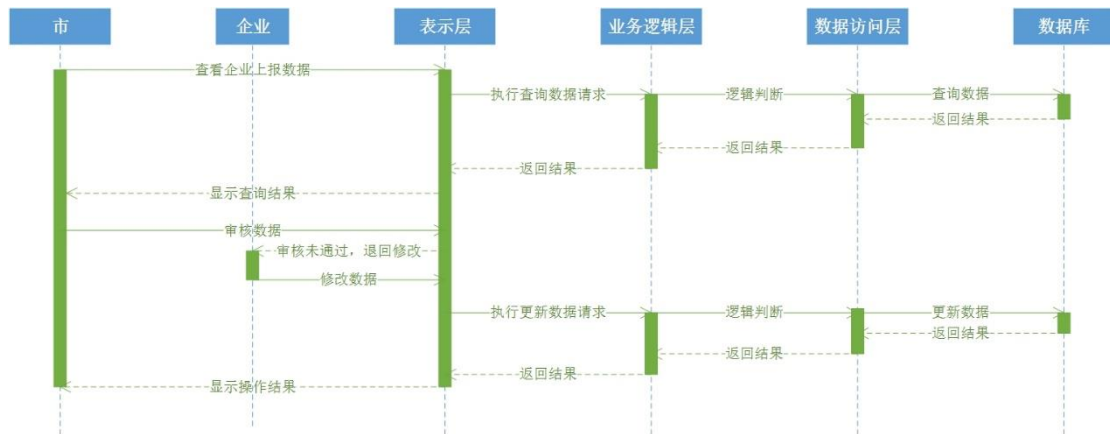 市
企业
表示层
业务逻辑层
数据访问层
数据库
查看企业上报数据
执行查询数据请求
逻辑判断
查询数据
返回结果
返回结果
返回结果
显示查询结果
审核数据
审核未通过，退回修改
修改数据
执行更新数据请求
逻辑判断
更新数据
返回结果
返回结果
返回结果
显示操作结果